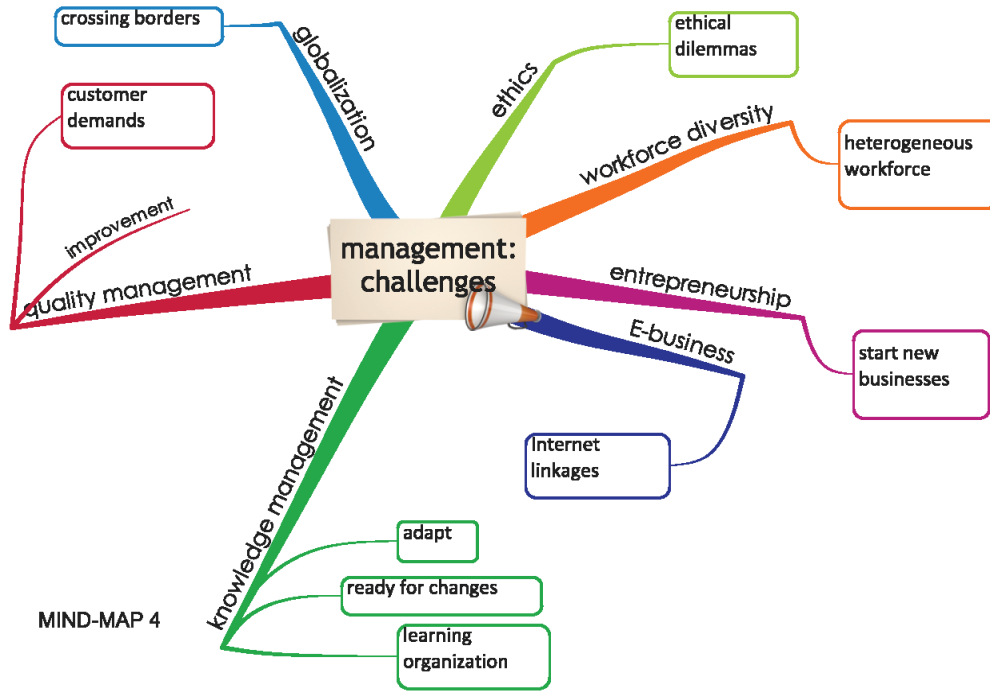 crossing borders
globalization
ethics
ethical
dilemmas
customer
demands
workforce diversity
heterogeneous
workforce
improvement
quality management
management:
challenges
entrepreneurship
start new
businesses
E-business
Internet
linkages
knowledge management
adapt
ready for changes
learning
organization
MIND-MAP 4